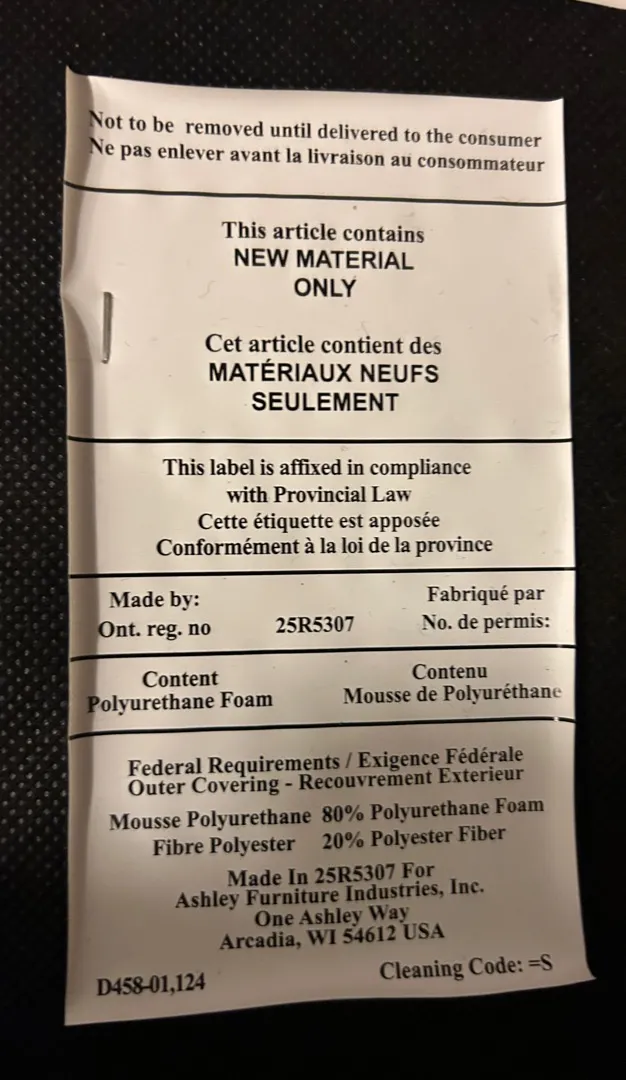 Not to be removed until delivered to the consumer
Ne pas enlever avant la livraison au consommateur
This article contains
NEW MATERIAL
ONLY
Cet article contient des
MATÉRIAUX NEUFS
SEULEMENT
This label is affixed in compliance
with Provincial Law
Cette étiquette est apposée
Conformément à la loi de la province
Made by: Fabriqué par
Ont. reg. no 25R5307 No. de permis:
Content Contenu
Polyurethane Foam Mousse de Polyuréthane
Federal Requirements / Exigence Fédérale
Outer Covering - Recouvrement Exterieur
Mousse Polyurethane 80% Polyurethane Foam
Fibre Polyester 20% Polyester Fiber
Made In 25R5307 For
Ashley Furniture Industries, Inc.
One Ashley Way
Arcadia, WI 54612 USA
D458-01,124 Cleaning Code: =S